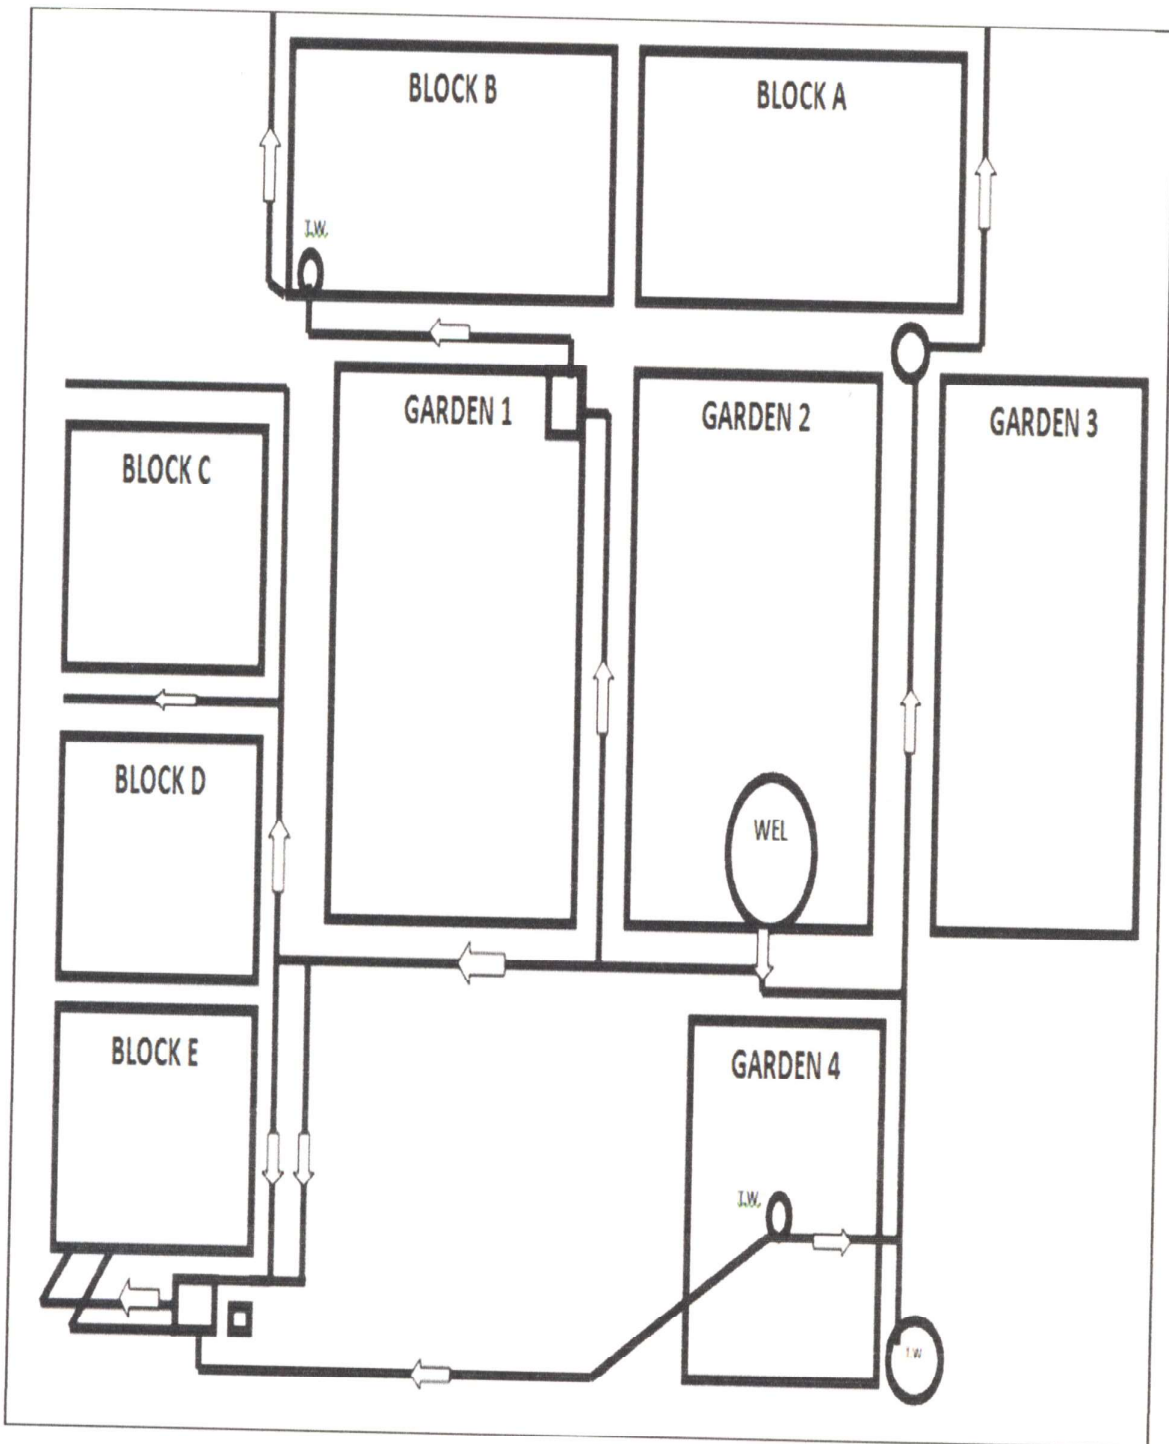 BLOCK B
BLOCK A
T.W.
GARDEN 1
GARDEN 2
GARDEN 3
BLOCK C
BLOCK D
WEL
BLOCK E
GARDEN 4
T.W.
T.W